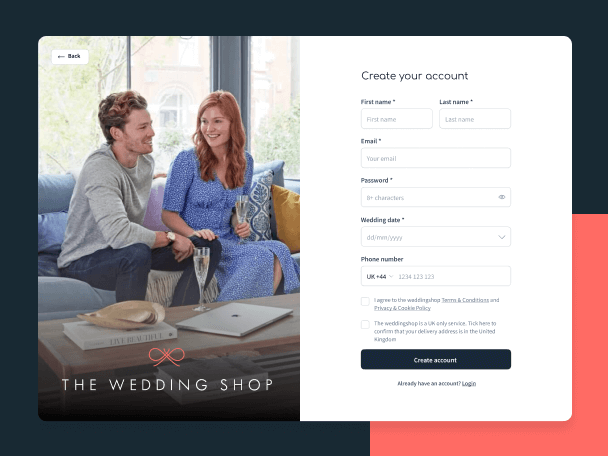 ← Back
THE WEDDING SHOP
Create your account
First name *
Last name *
First name
Last name
Email *
Your email
Password *
8+ characters
Wedding date *
dd/mm/yyyy
Phone number
UK +44
1234 123 123
I agree to the waddingshop Terms & Conditions and
Privacy & Cookie Policy
The weddingshop is a UK only service. Tick here to
confirm that your delivery address is in the United
Kingdom
Create account
Already have an account? Login